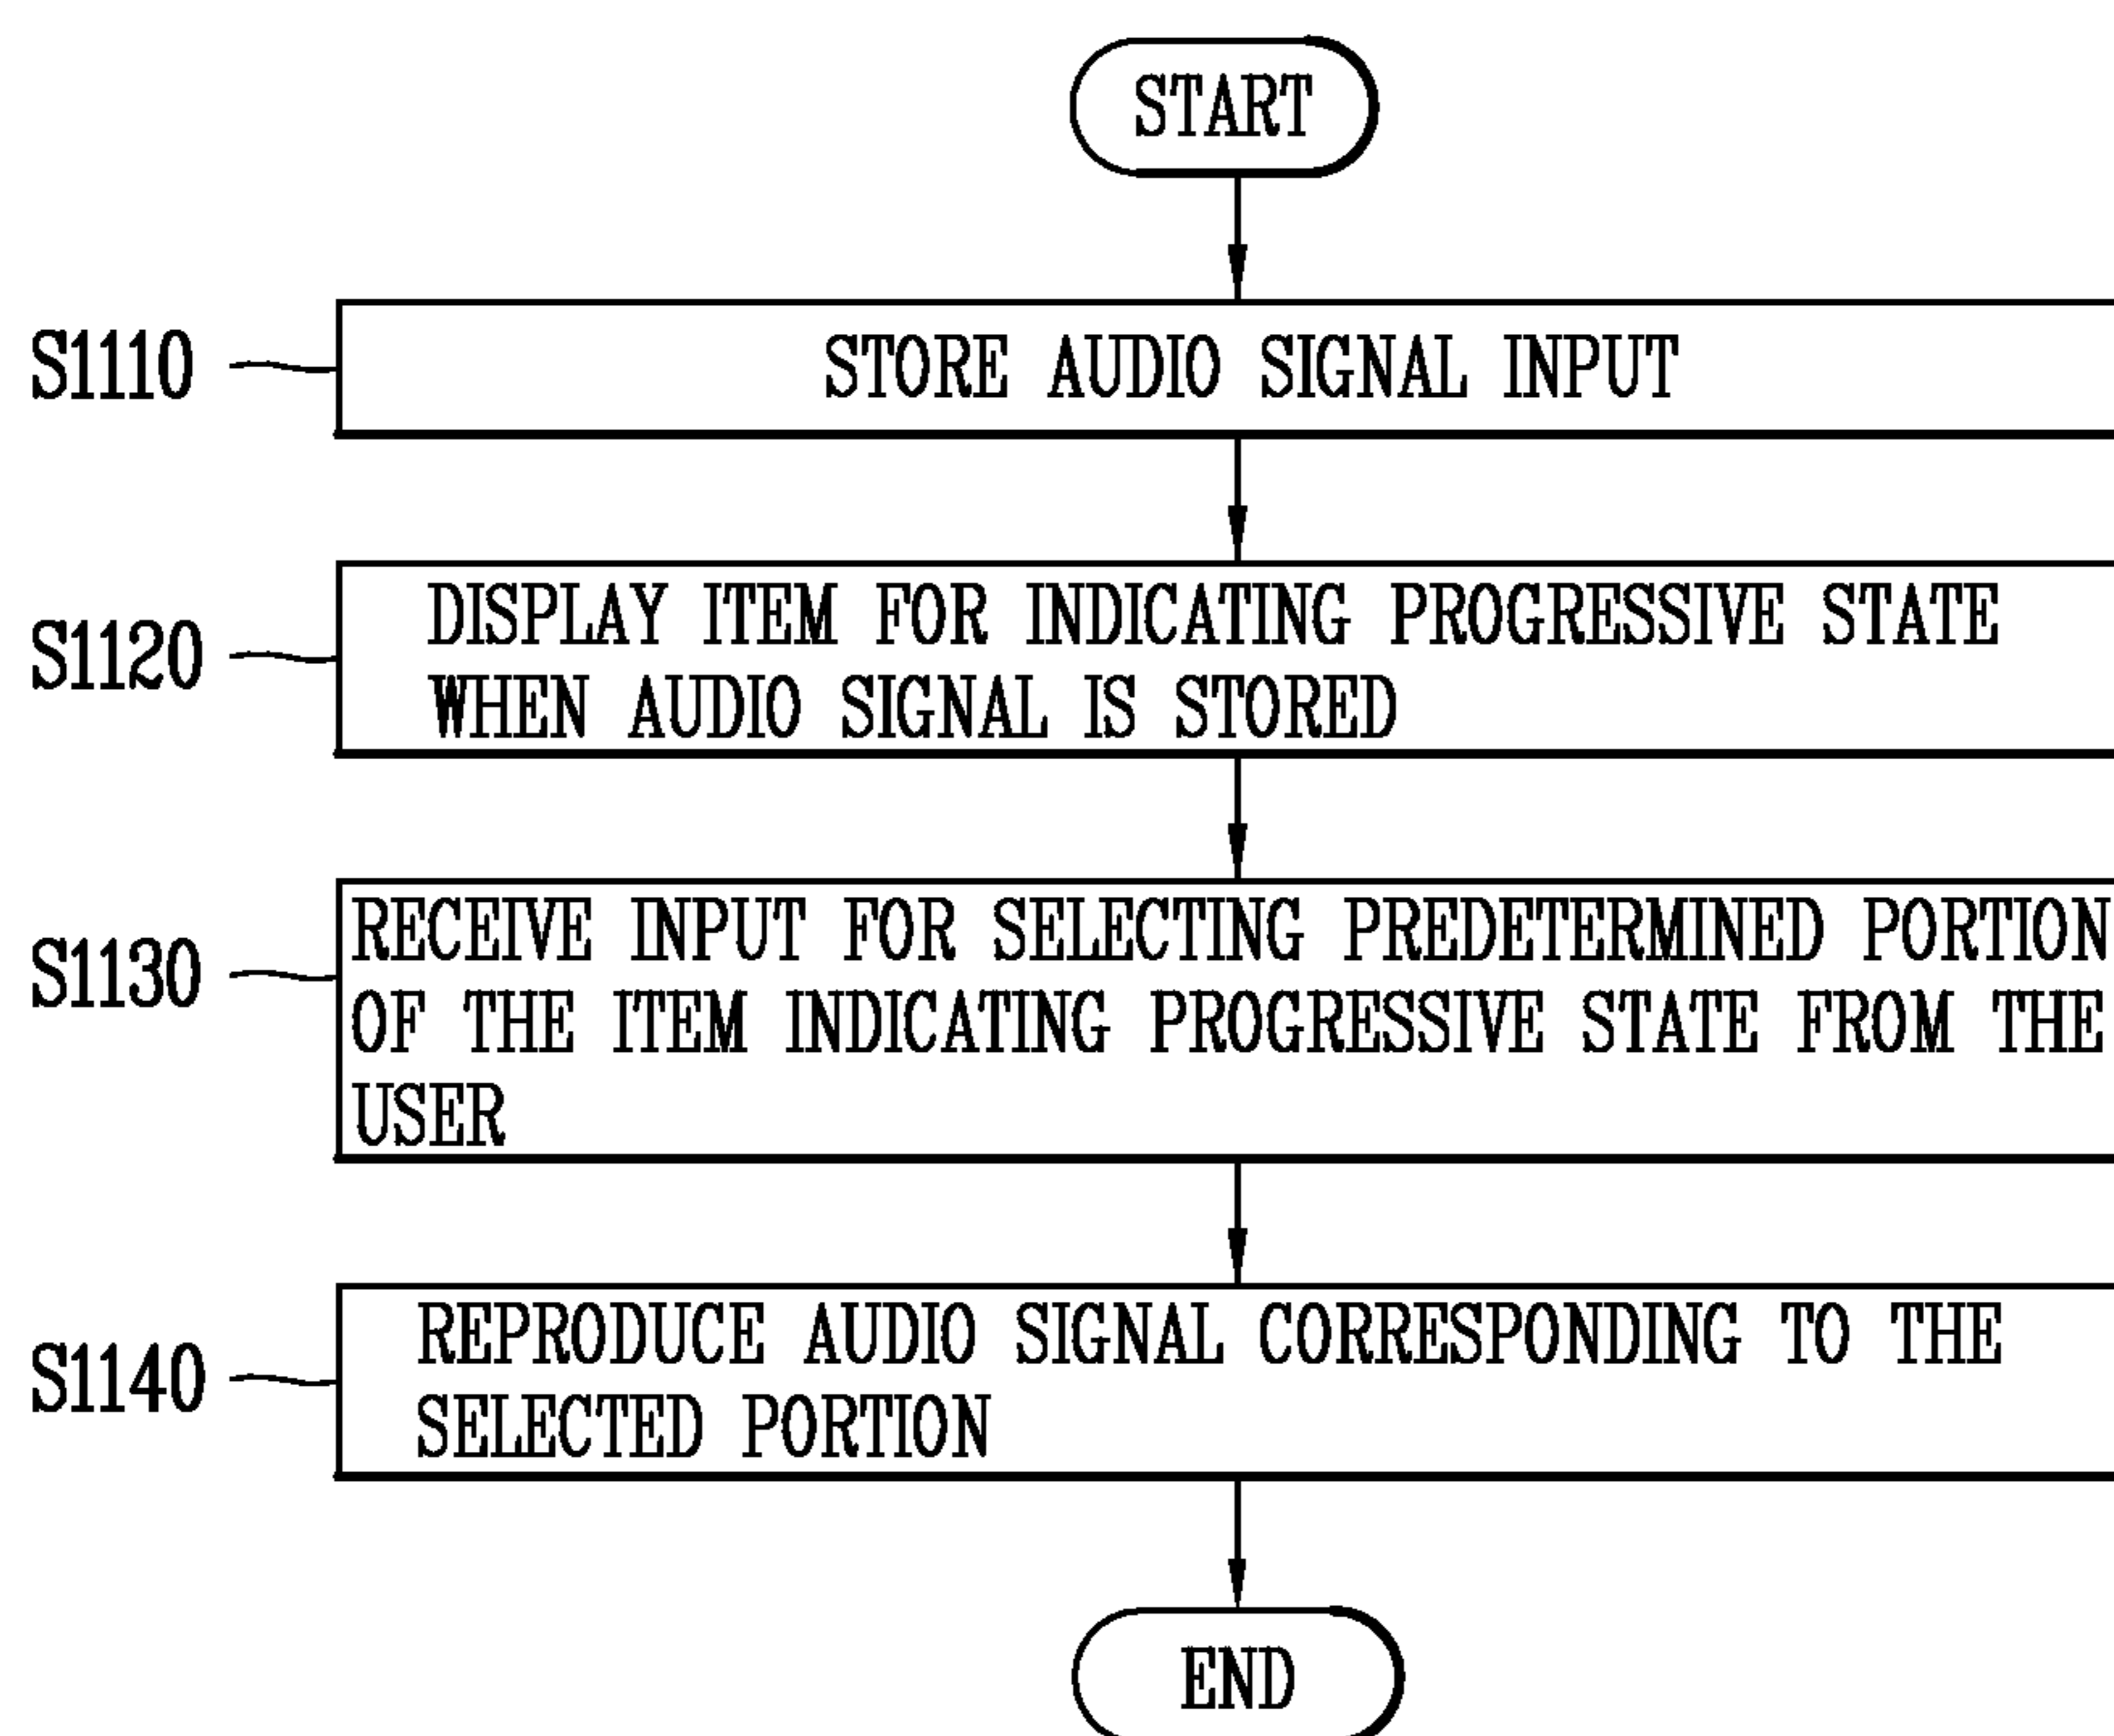 START
S1110
STORE AUDIO SIGNAL INPUT
S1120
DISPLAY ITEM FOR INDICATING PROGRESSIVE STATE
WHEN AUDIO SIGNAL IS STORED
S1130
RECEIVE INPUT FOR SELECTING PREDETERMINED PORTION
OF THE ITEM INDICATING PROGRESSIVE STATE FROM THE
USER
S1140
REPRODUCE AUDIO SIGNAL CORRESPONDING TO THE
SELECTED PORTION
END